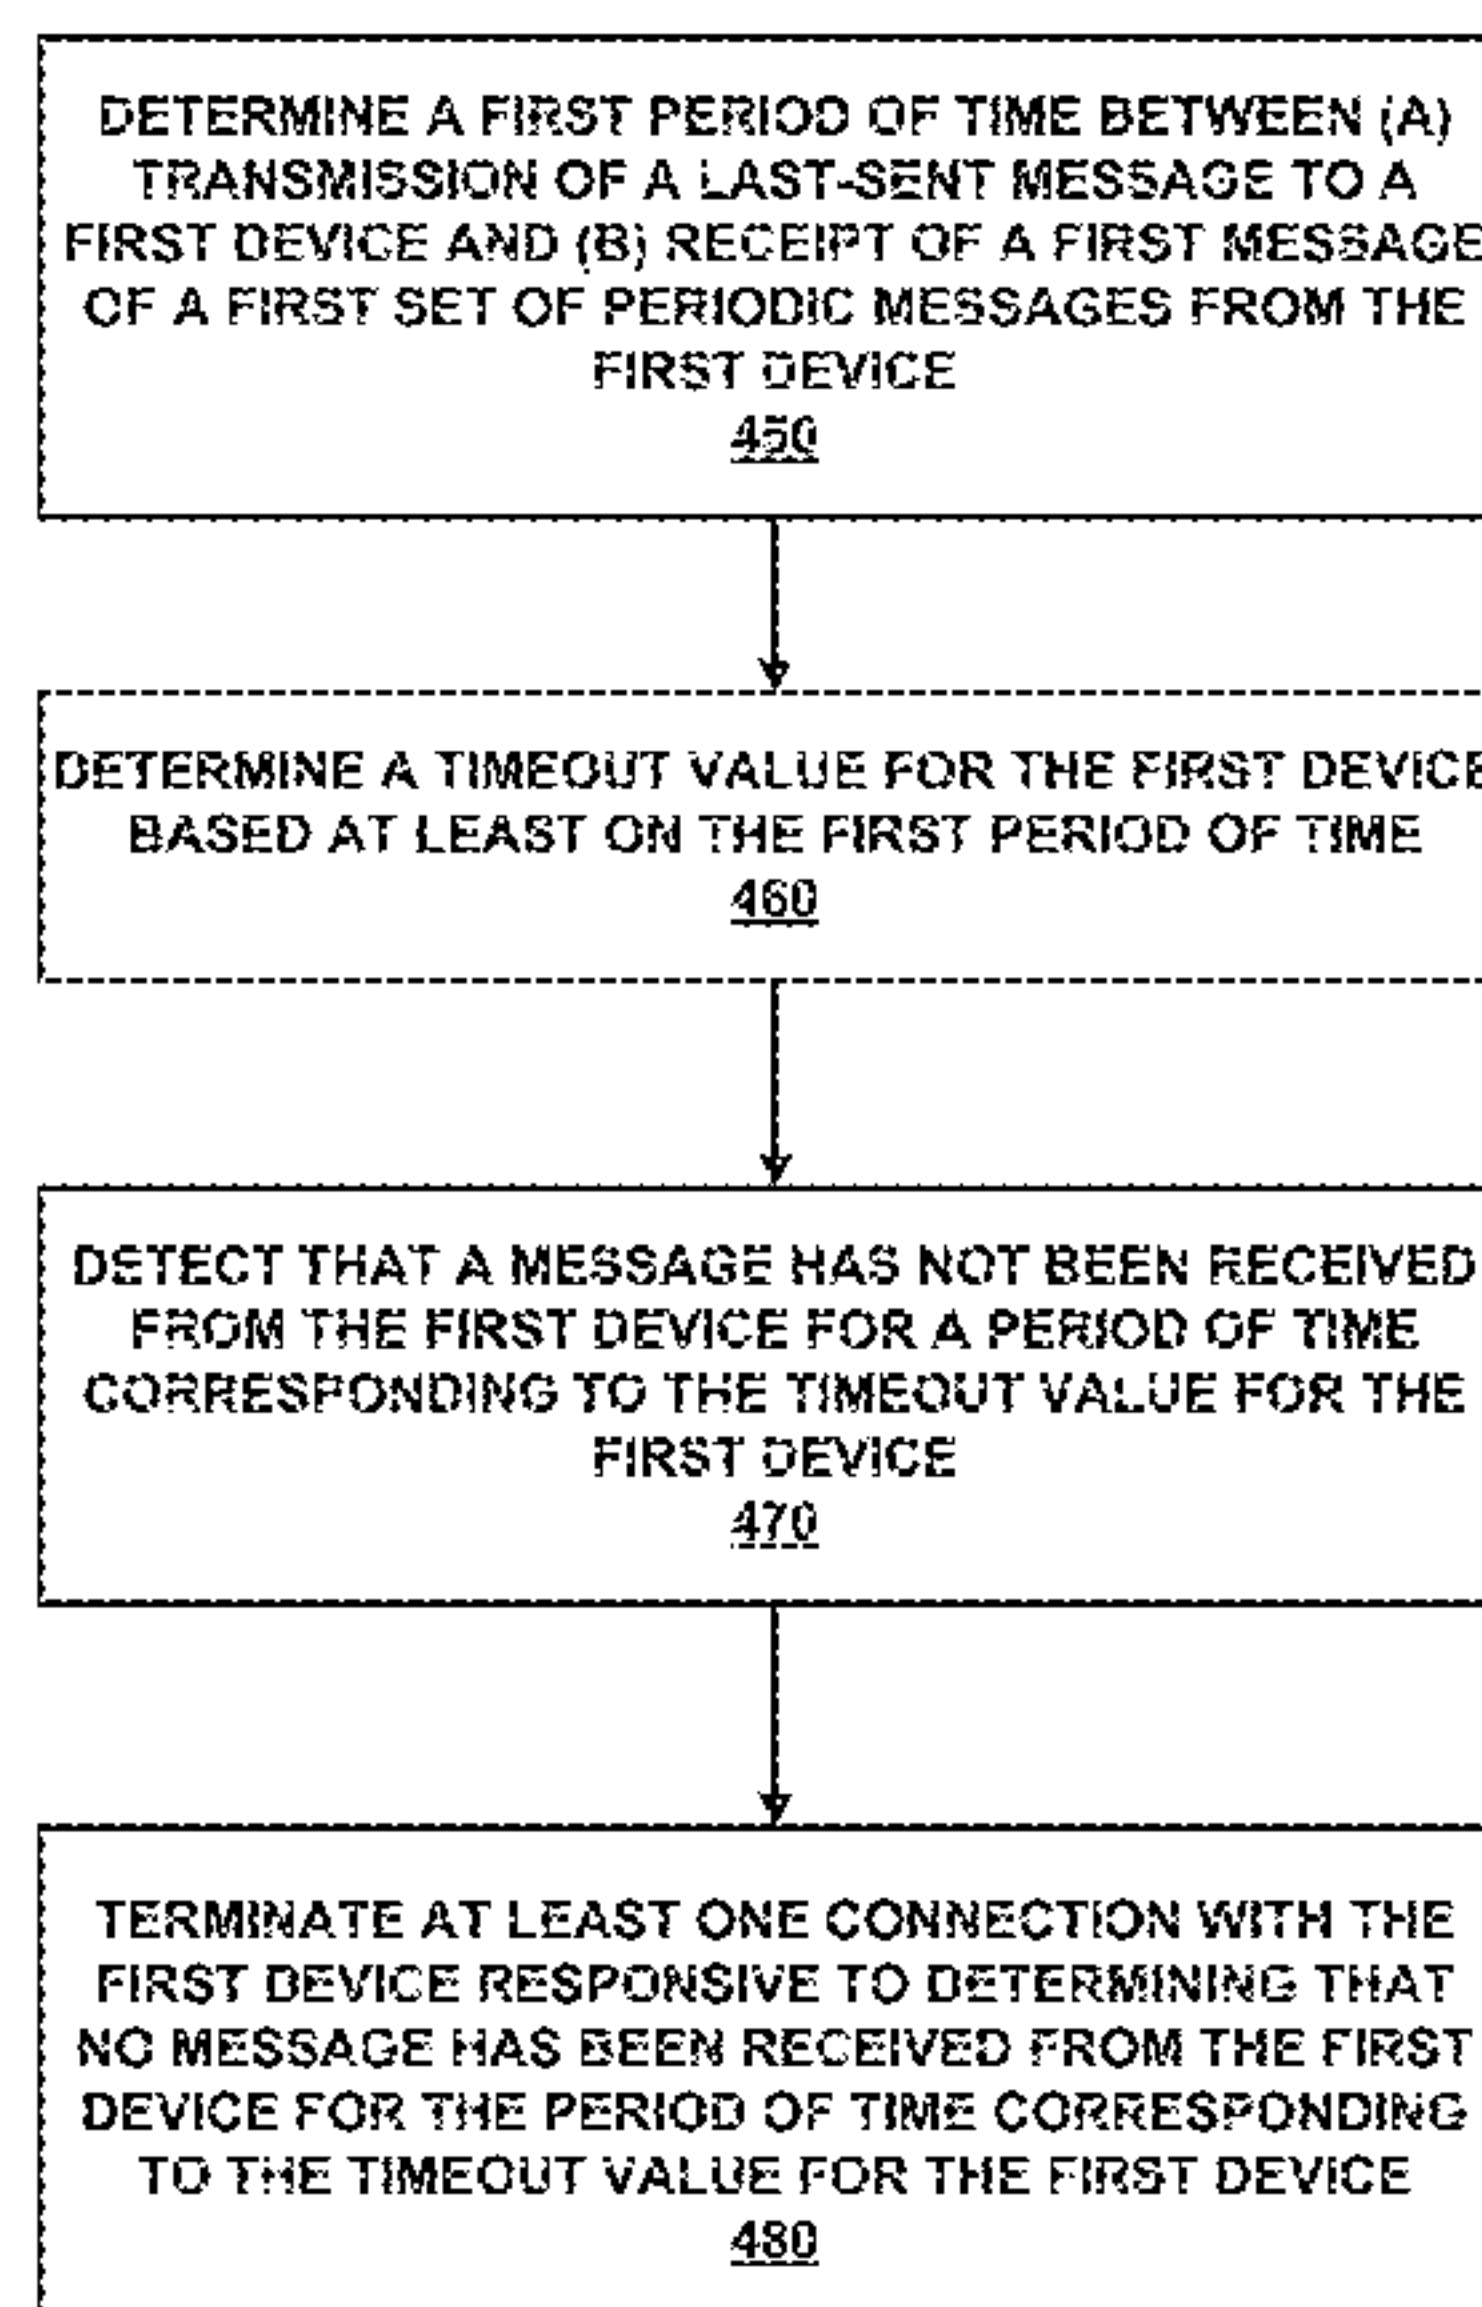 DETERMINE A FIRST PERIOD OF TIME BETWEEN (A)
TRANSMISSION OF A LAST-SENT MESSAGE TO A
FIRST DEVICE AND (B) RECEIPT OF A FIRST MESSAGE
OF A FIRST SET OF PERIODIC MESSAGES FROM THE
FIRST DEVICE
450
DETERMINE A TIMEOUT VALUE FOR THE FIRST DEVICE
BASED AT LEAST ON THE FIRST PERIOD OF TIME
460
DETECT THAT A MESSAGE HAS NOT BEEN RECEIVED
FROM THE FIRST DEVICE FOR A PERIOD OF TIME
CORRESPONDING TO THE TIMEOUT VALUE FOR THE
FIRST DEVICE
470
TERMINATE AT LEAST ONE CONNECTION WITH THE
FIRST DEVICE RESPONSIVE TO DETERMINING THAT
NO MESSAGE HAS BEEN RECEIVED FROM THE FIRST
DEVICE FOR THE PERIOD OF TIME CORRESPONDING
TO THE TIMEOUT VALUE FOR THE FIRST DEVICE
480